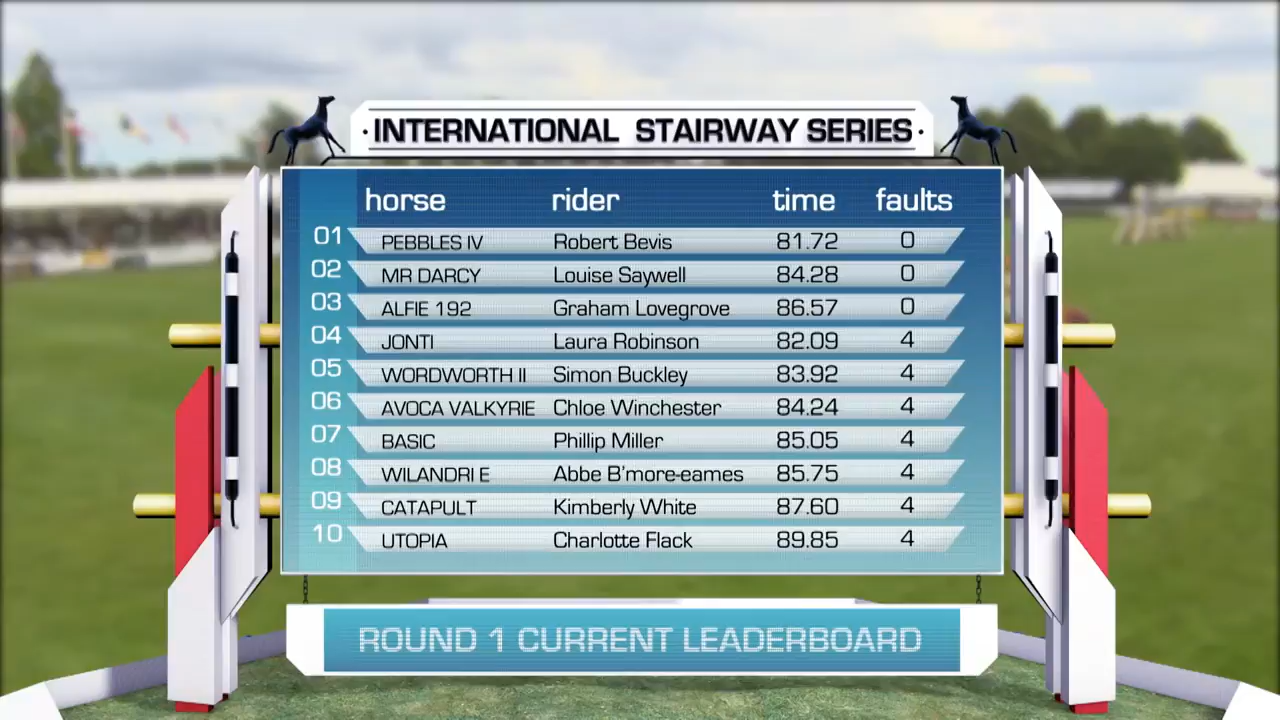 ·INTERNATIONAL STAIRWAY SERIES·
horse rider time faults
01 PEBBLES IV Robert Bevis 81.72 0
02 MR DARCY Louise Saywell 84.28 0
03 ALFIE 192 Graham Lovegrove 86.57 0
04 JONTI Laura Robinson 82.09 4
05 WORDWORTH II Simon Buckley 83.92 4
06 AVOCA VALKYRIE Chloe Winchester 84.24 4
07 BASIC Phillip Miller 85.05 4
08 WILANDRI E Abbe B'more-eames 85.75 4
09 CATAPULT Kimberly White 87.60 4
10 UTOPIA Charlotte Flack 89.85 4
ROUND 1 CURRENT LEADERBOARD